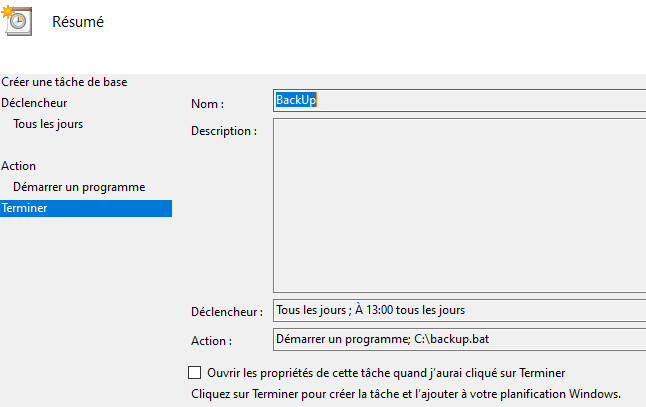 Résumé
Créer une tâche de base
Déclencheur
Tous les jours
Action
Démarrer un programme
Terminer
Nom :
BackUp
Description :
Déclencheur :
Tous les jours ; À 13:00 tous les jours
Action :
Démarrer un programme; C:\backup.bat
Ouvrir les propriétés de cette tâche quand j’aurai cliqué sur Terminer
Cliquez sur Terminer pour créer la tâche et l’ajouter à votre planification Windows.